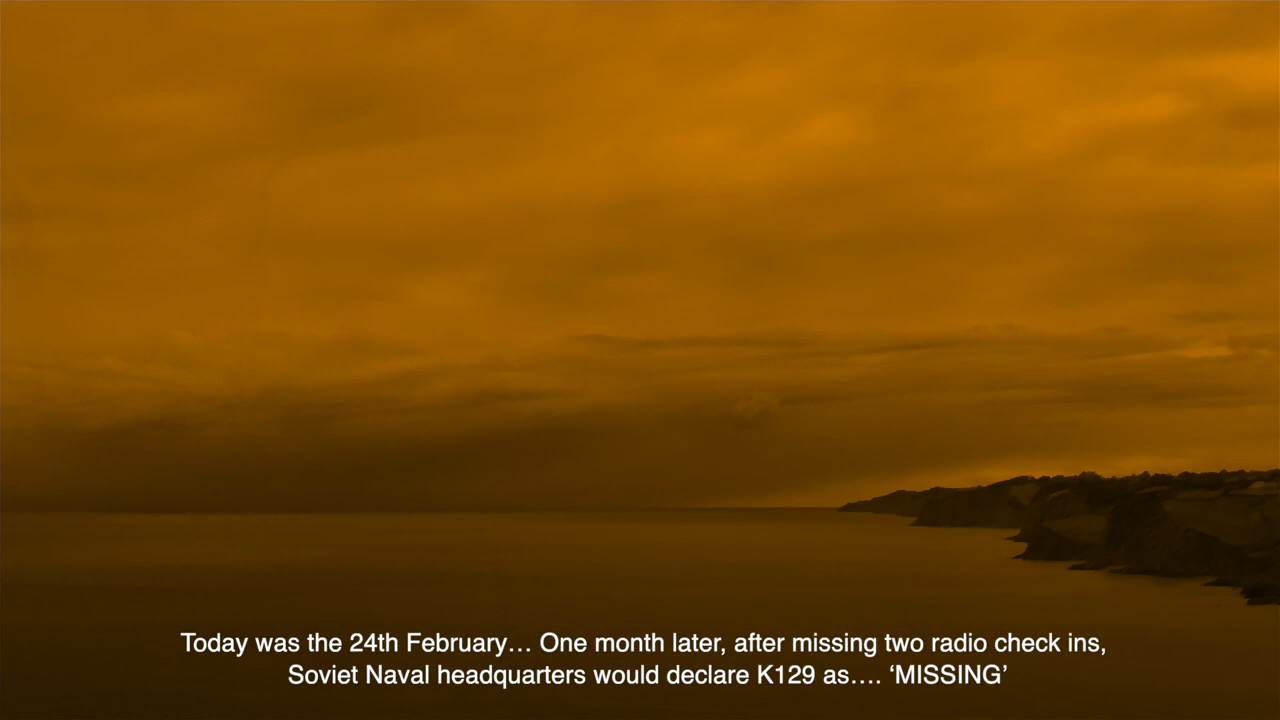 Today was the 24th February… One month later, after missing two radio check ins,
Soviet Naval headquarters would declare K129 as…. ‘MISSING’